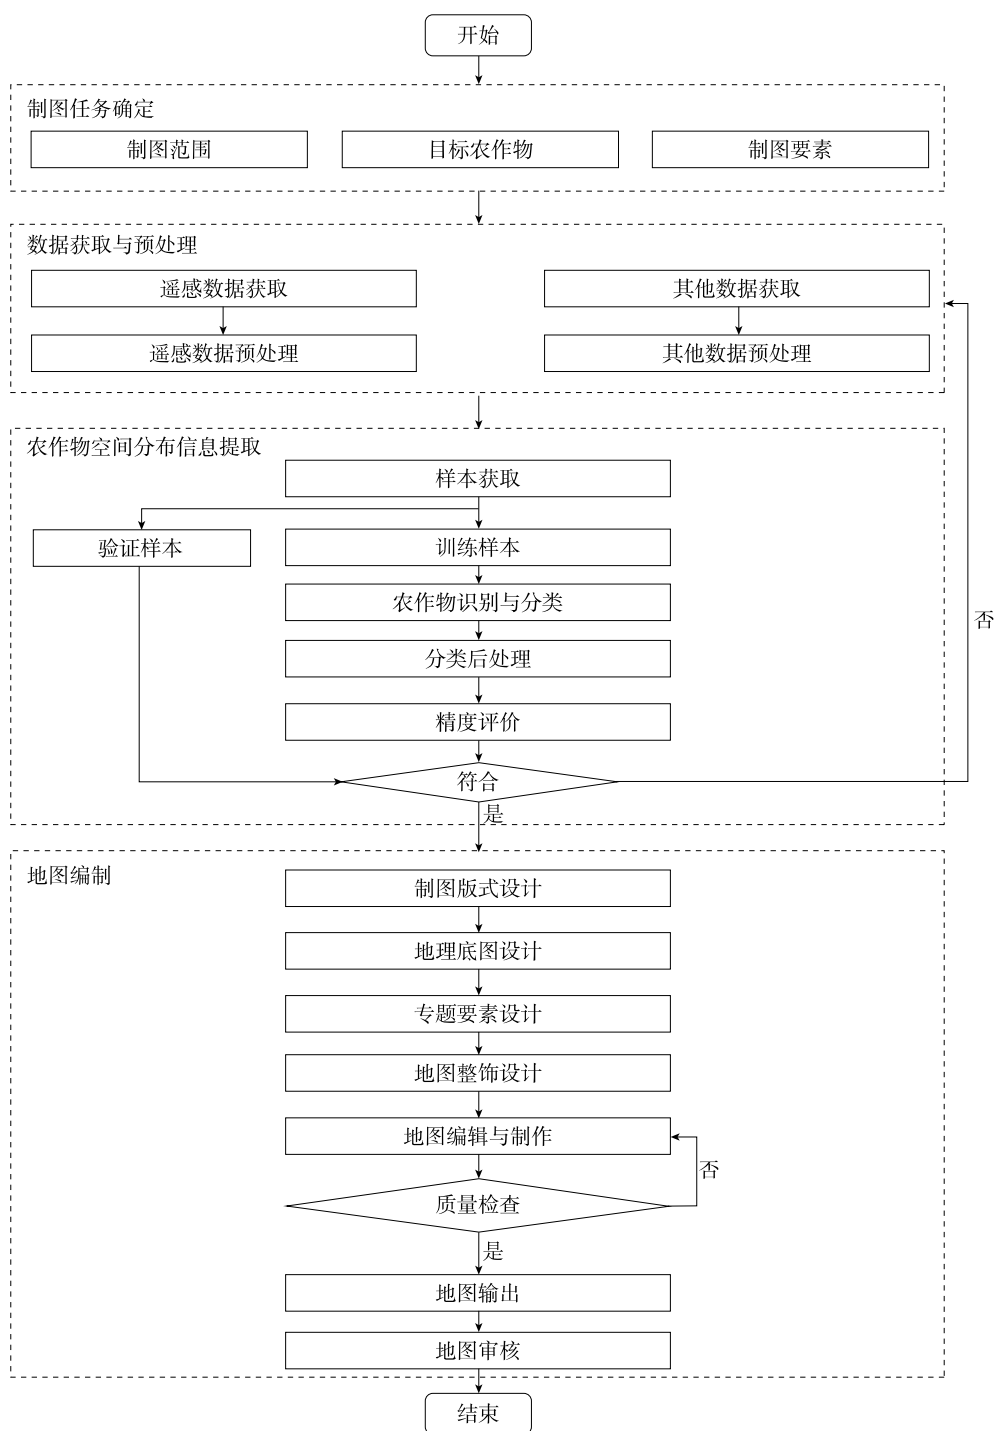 开始
制图任务确定
制图范围
目标农作物
制图要素
数据获取与预处理
遥感数据获取
其他数据获取
遥感数据预处理
其他数据预处理
农作物空间分布信息提取
样本获取
验证样本
训练样本
农作物识别与分类
否
分类后处理
精度评价
符合
是
地图编制
制图版式设计
地理底图设计
专题要素设计
地图整饰设计
地图编辑与制作
否
质量检查
是
地图输出
地图审核
结束